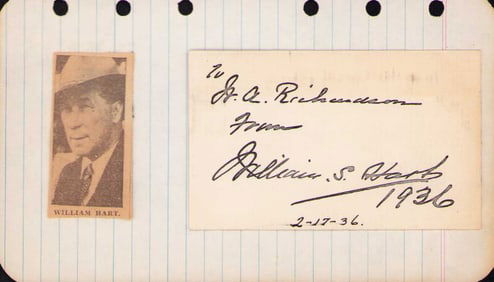 WILLIAM HART.
To
W. A. Richardson
From
William. S. Hart
1936
2-17-36.